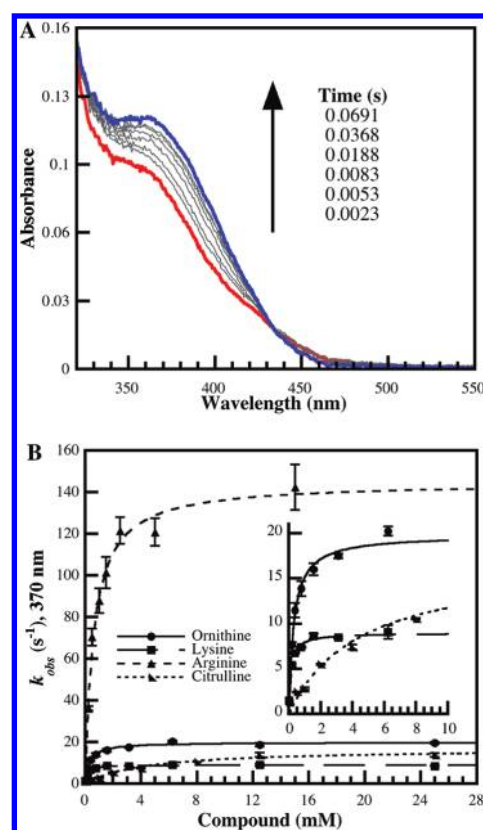 A
0.16
0.13
0.1
0.06
0.03
0
Absorbance
Time (s)
0.0691
0.0368
0.0188
0.0083
0.0053
0.0023
350 400 450 500 550
Wavelength (nm)
B
160
140
120
100
80
60
40
20
0
k_obs (s⁻¹), 370 nm
Ornithine
Lysine
Arginine
Citrulline
20
15
10
5
0
0 2 4 6 8 10
0 4 8 12 16 20 24 28
Compound (mM)